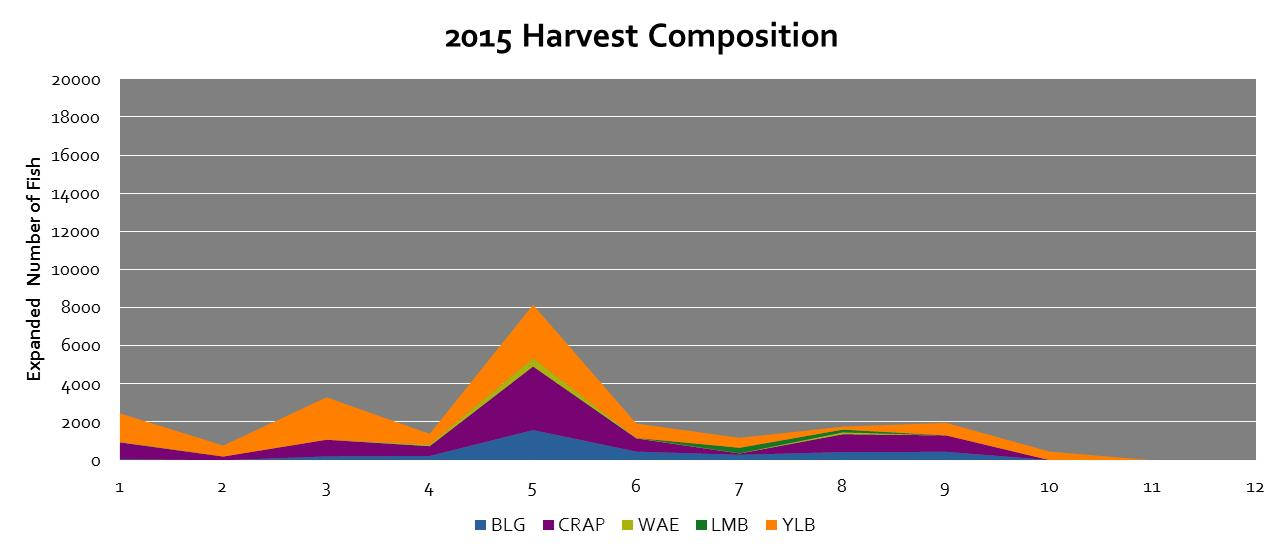 2015 Harvest Composition
Expanded Number of Fish
20000
18000
16000
14000
12000
10000
8000
6000
4000
2000
0
1 2 3 4 5 6 7 8 9 10 11 12
BLG CRAP WAE LMB YLB